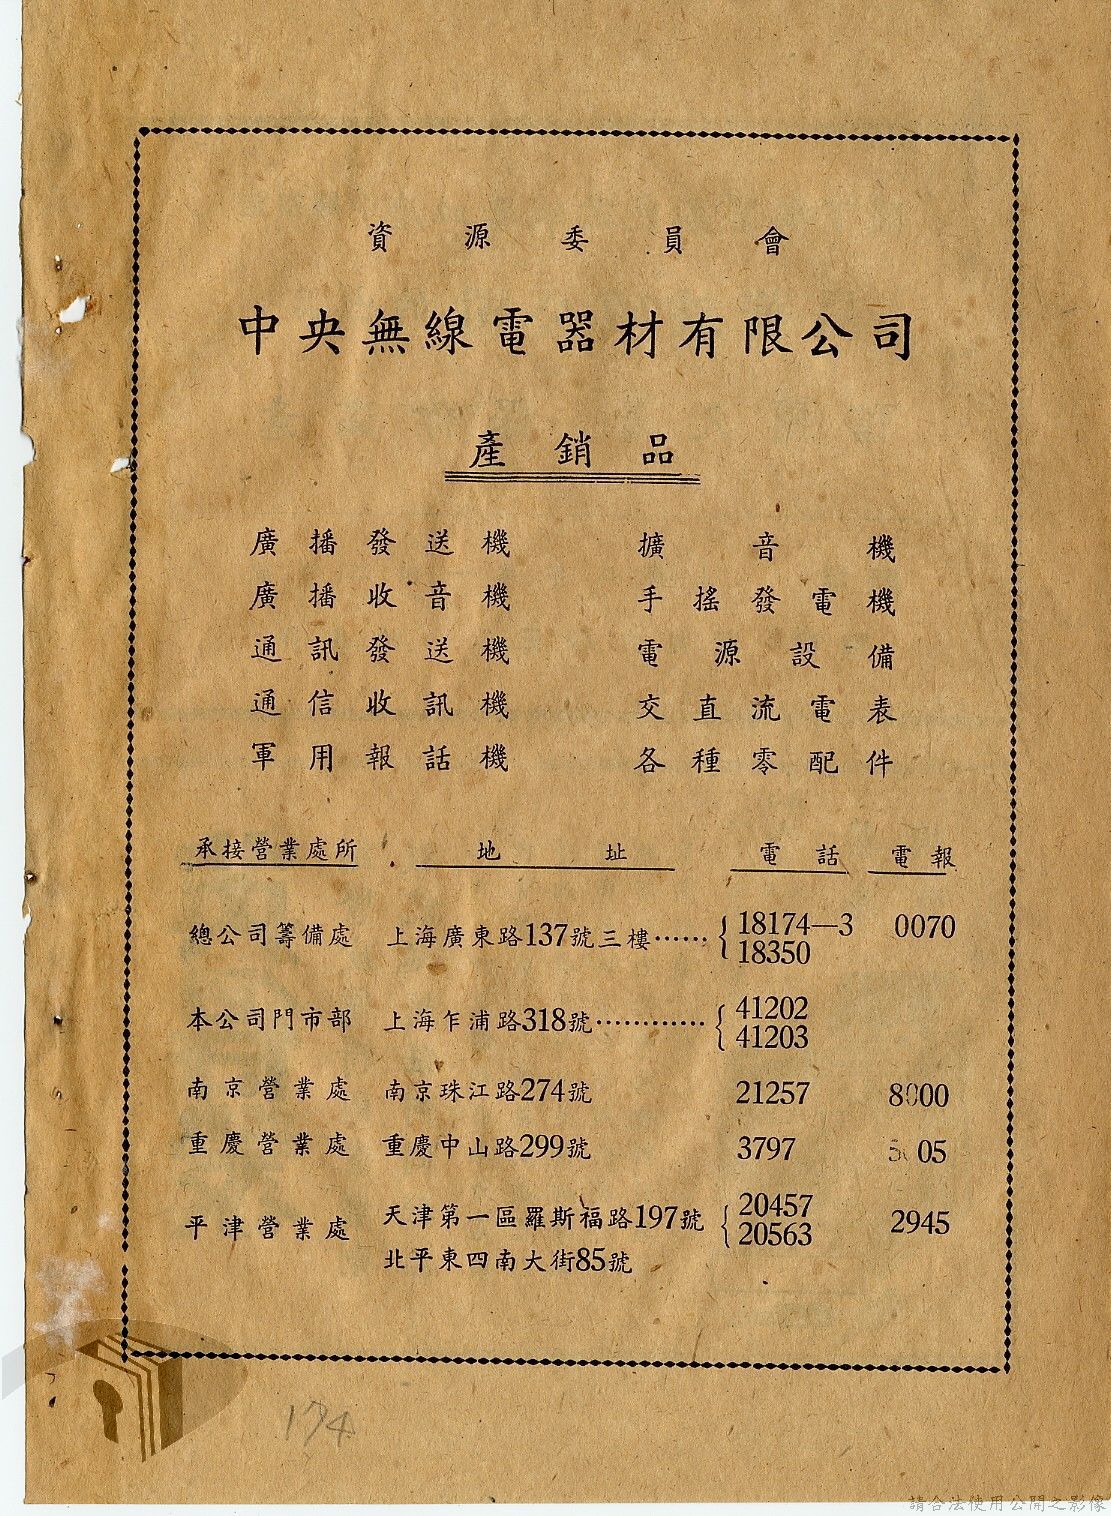 資源委員會
中央無線電器材有限公司
產銷品
廣播發送機 擴音機
廣播收音機 手搖發電機
通訊發送機 電源設備
通信收訊機 交直流電表
軍用報話機 各種零配件
承接營業處所 地址 電話 電報
總公司籌備處 上海廣東路137號三樓…… 18174—3 0070
18350
本公司門市部 上海乍浦路318號………… 41202
41203
南京營業處 南京珠江路274號 21257 8000
重慶營業處 重慶中山路299號 3797 05
平津營業處 天津第一區羅斯福路197號 20457 2945
20563
北平東四南大街85號
174
請合法使用公開之影像